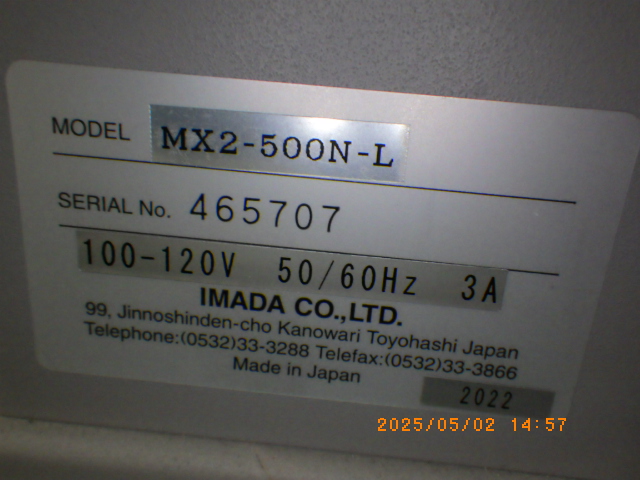 MODEL MX2-500N-L
SERIAL No. 465707
100-120V 50/60Hz 3A
IMADA CO.,LTD.
99, Jinnoshinden-cho Kanowari Toyohashi Japan
Telephone:(0532)33-3288 Telefax:(0532)33-3866
Made in Japan
2022
2025/05/02 14:57